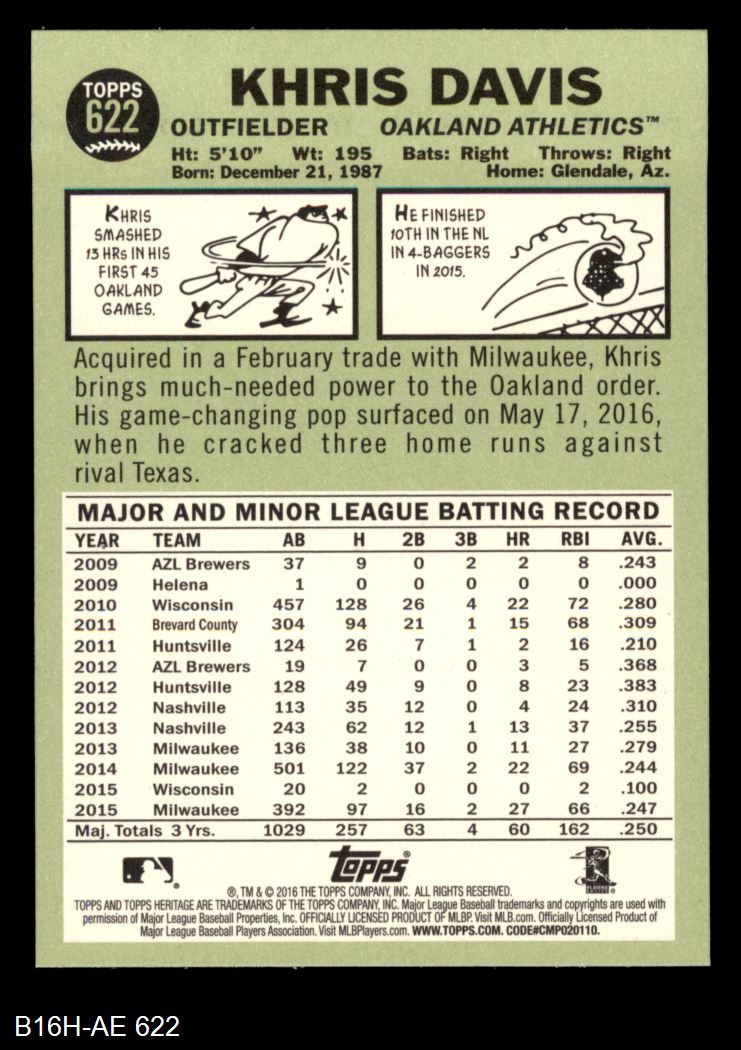 TOPPS
622
KHRIS DAVIS
OUTFIELDER OAKLAND ATHLETICS™
Ht: 5'10" Wt: 195 Bats: Right Throws: Right
Born: December 21, 1987 Home: Glendale, Az.
KHRIS
SMASHED
13 HRs IN HIS
FIRST 45
OAKLAND
GAMES.
HE FINISHED
10TH IN THE NL
IN 4-BAGGERS
IN 2015.
Acquired in a February trade with Milwaukee, Khris
brings much-needed power to the Oakland order.
His game-changing pop surfaced on May 17, 2016,
when he cracked three home runs against
rival Texas.
MAJOR AND MINOR LEAGUE BATTING RECORD
YEAR TEAM AB H 2B 3B HR RBI AVG.
2009 AZL Brewers 37 9 0 2 2 8 .243
2009 Helena 1 0 0 0 0 0 .000
2010 Wisconsin 457 128 26 4 22 72 .280
2011 Brevard County 304 94 21 1 15 68 .309
2011 Huntsville 124 26 7 1 2 16 .210
2012 AZL Brewers 19 7 0 0 3 5 .368
2012 Huntsville 128 49 9 0 8 23 .383
2012 Nashville 113 35 12 0 4 24 .310
2013 Nashville 243 62 12 1 13 37 .255
2013 Milwaukee 136 38 10 0 11 27 .279
2014 Milwaukee 501 122 37 2 22 69 .244
2015 Wisconsin 20 2 0 0 0 2 .100
2015 Milwaukee 392 97 16 2 27 66 .247
Maj. Totals 3 Yrs. 1029 257 63 4 60 162 .250
topps®
®, TM & © 2016 THE TOPPS COMPANY, INC. ALL RIGHTS RESERVED.
TOPPS AND TOPPS HERITAGE ARE TRADEMARKS OF THE TOPPS COMPANY, INC. Major League Baseball trademarks and copyrights are used with
permission of Major League Baseball Properties, Inc. OFFICIALLY LICENSED PRODUCT OF MLBP. Visit MLB.com. Officially Licensed Product of
Major League Baseball Players Association. Visit MLBPlayers.com. WWW.TOPPS.COM. CODE#CMP020110.
B16H-AE 622